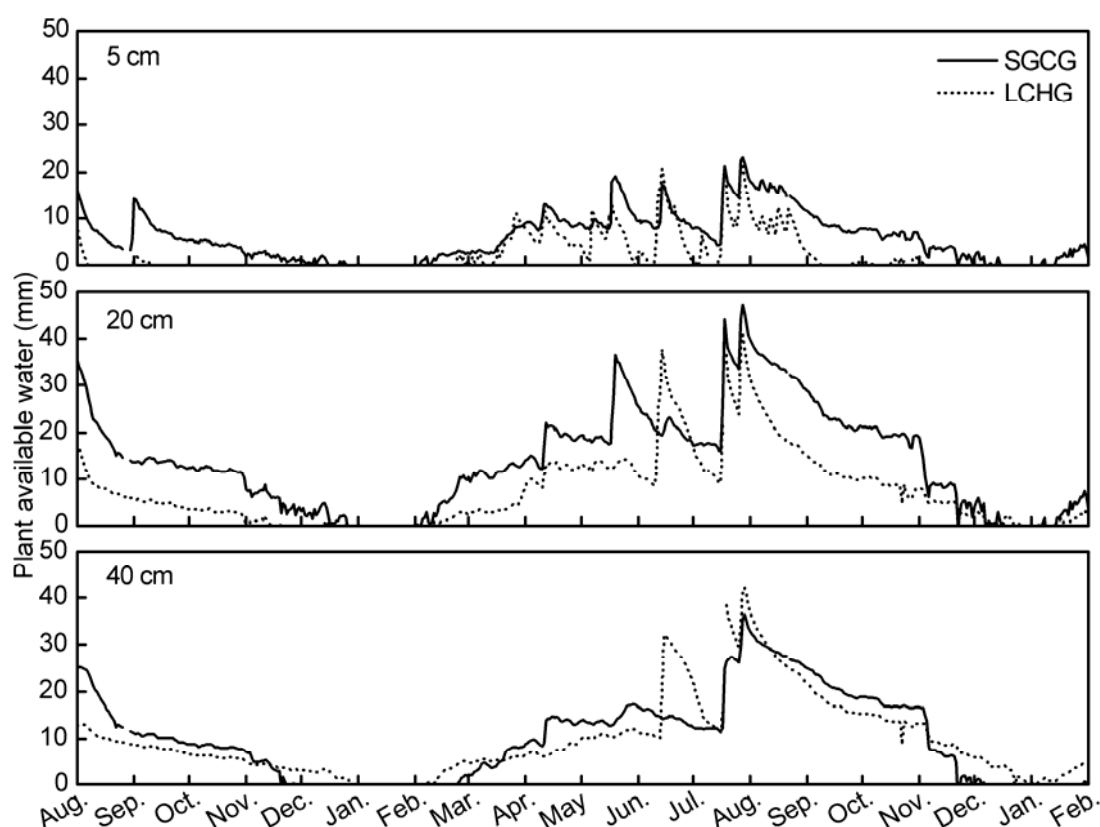 50
40
30
20
10
0
5 cm
SGCG
LCHG
50
40
30
20
10
0
20 cm
50
40
30
20
10
0
40 cm
Plant available water (mm)
Aug. Sep. Oct. Nov. Dec. Jan. Feb. Mar. Apr. May Jun. Jul. Aug. Sep. Oct. Nov. Dec. Jan. Feb.